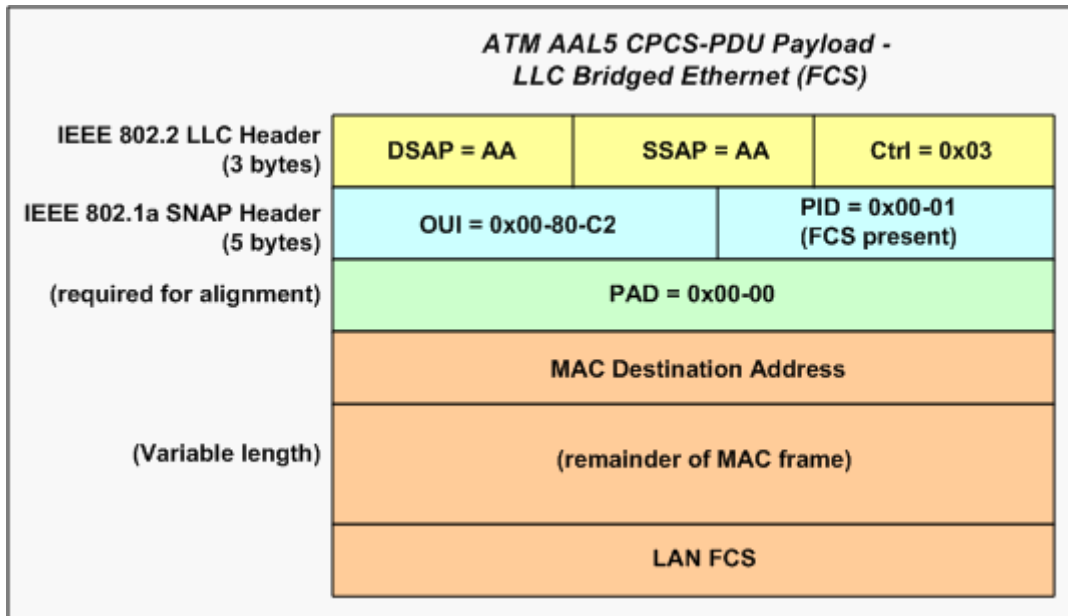 ATM AAL5 CPCS-PDU Payload -
LLC Bridged Ethernet (FCS)
IEEE 802.2 LLC Header
(3 bytes)
DSAP = AA
SSAP = AA
Ctrl = 0x03
IEEE 802.1a SNAP Header
(5 bytes)
OUI = 0x00-80-C2
PID = 0x00-01
(FCS present)
(required for alignment)
PAD = 0x00-00
MAC Destination Address
(Variable length)
(remainder of MAC frame)
LAN FCS